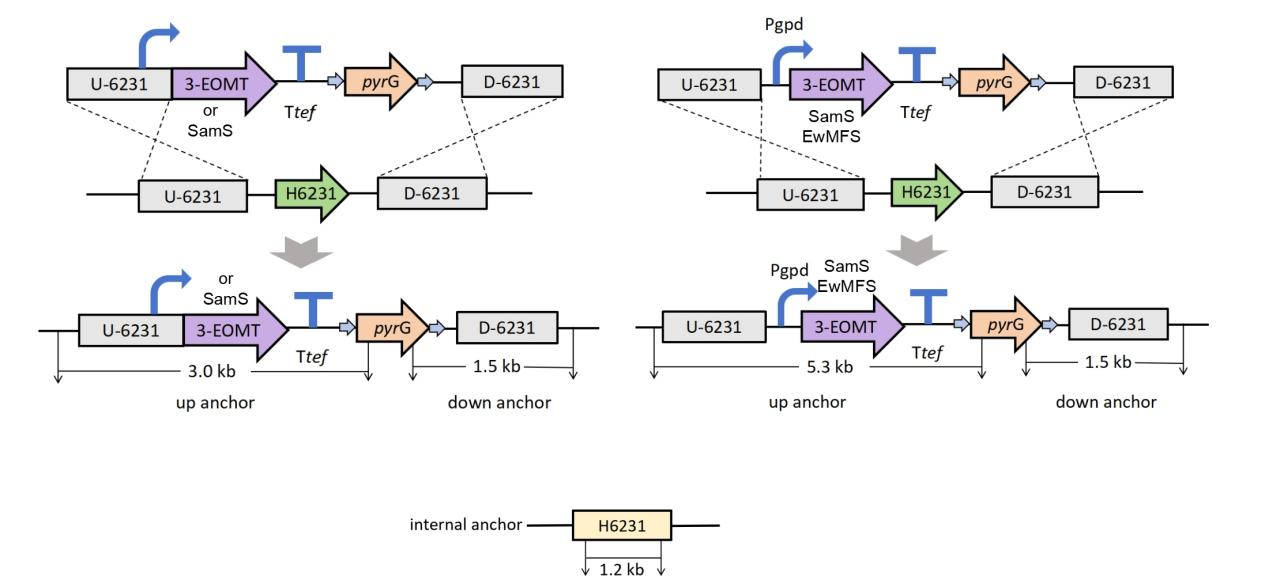 U-6231 3-EOMT Ttef pyrG D-6231
or
SamS
U-6231 H6231 D-6231
or
SamS
U-6231 3-EOMT Ttef pyrG D-6231
3.0 kb 1.5 kb
up anchor down anchor
Pgpd
U-6231 3-EOMT Ttef pyrG D-6231
SamS
EwMFS
U-6231 H6231 D-6231
Pgpd SamS
EwMFS
U-6231 3-EOMT Ttef pyrG D-6231
5.3 kb 1.5 kb
up anchor down anchor
internal anchor H6231
1.2 kb